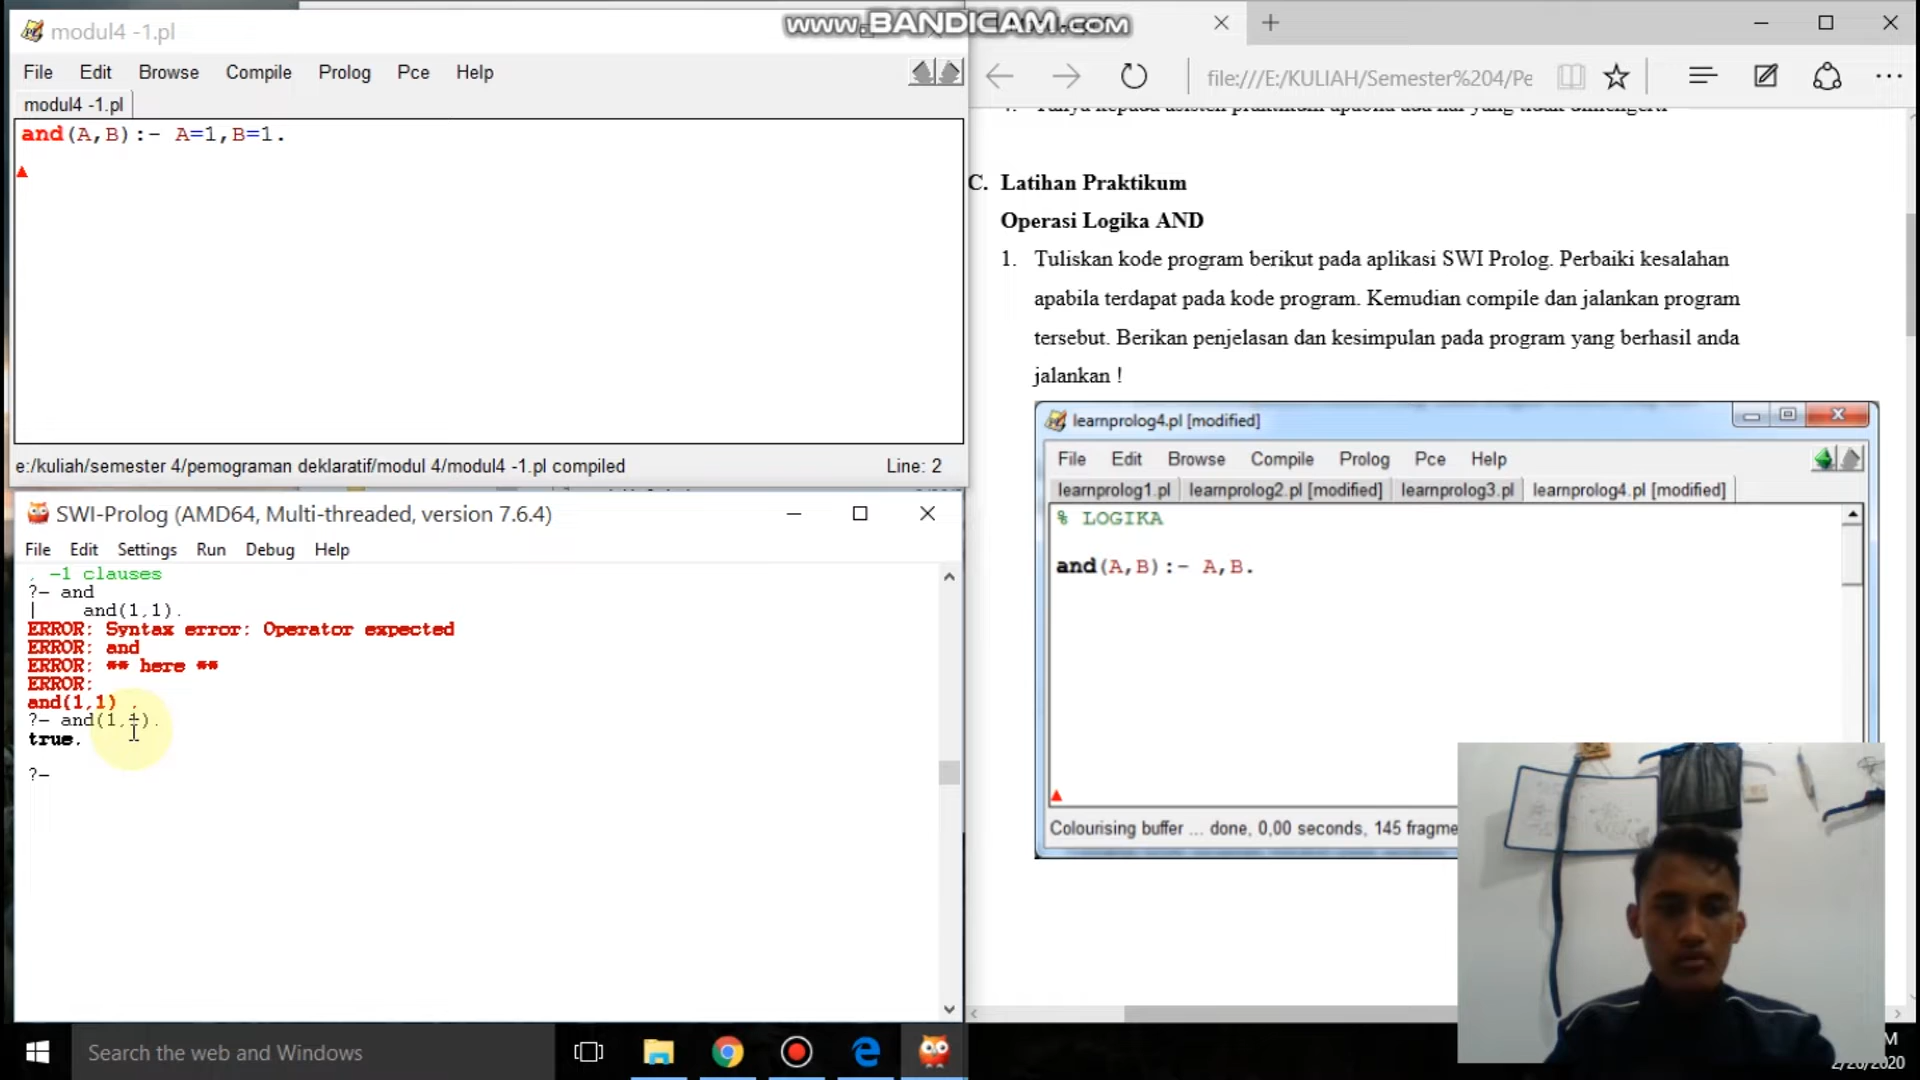 www.BANDICAM.com
modul4 -1.pl
File Edit Browse Compile Prolog Pce Help
modul4 -1.pl
and(A,B):- A=1,B=1.
e:/kuliah/semester 4/pemograman deklaratif/modul 4/modul4 -1.pl compiled Line: 2
SWI-Prolog (AMD64, Multi-threaded, version 7.6.4)
File Edit Settings Run Debug Help
, -1 clauses
?- and
| and(1,1).
ERROR: Syntax error: Operator expected
ERROR: and
ERROR: ** here **
ERROR:
and(1,1) .
?- and(1,1).
true.
?-
file:///E:/KULIAH/Semester%204/Pe
C. Latihan Praktikum
Operasi Logika AND
1. Tuliskan kode program berikut pada aplikasi SWI Prolog. Perbaiki kesalahan
apabila terdapat pada kode program. Kemudian compile dan jalankan program
tersebut. Berikan penjelasan dan kesimpulan pada program yang berhasil anda
jalankan !
learnprolog4.pl [modified]
File Edit Browse Compile Prolog Pce Help
learnprolog1.pl learnprolog2.pl [modified] learnprolog3.pl learnprolog4.pl [modified]
% LOGIKA
and(A,B):- A,B.
Colourising buffer ... done, 0,00 seconds, 145 fragme
Search the web and Windows